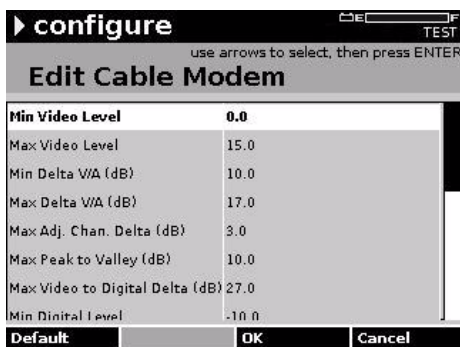 configure
E F
TEST
use arrows to select, then press ENTER
Edit Cable Modem
Min Video Level 0.0
Max Video Level 15.0
Min Delta V/A (dB) 10.0
Max Delta V/A (dB) 17.0
Max Adj. Chan. Delta (dB) 3.0
Max Peak to Valley (dB) 10.0
Max Video to Digital Delta (dB) 27.0
Min Digital Level -10.0
Default OK Cancel